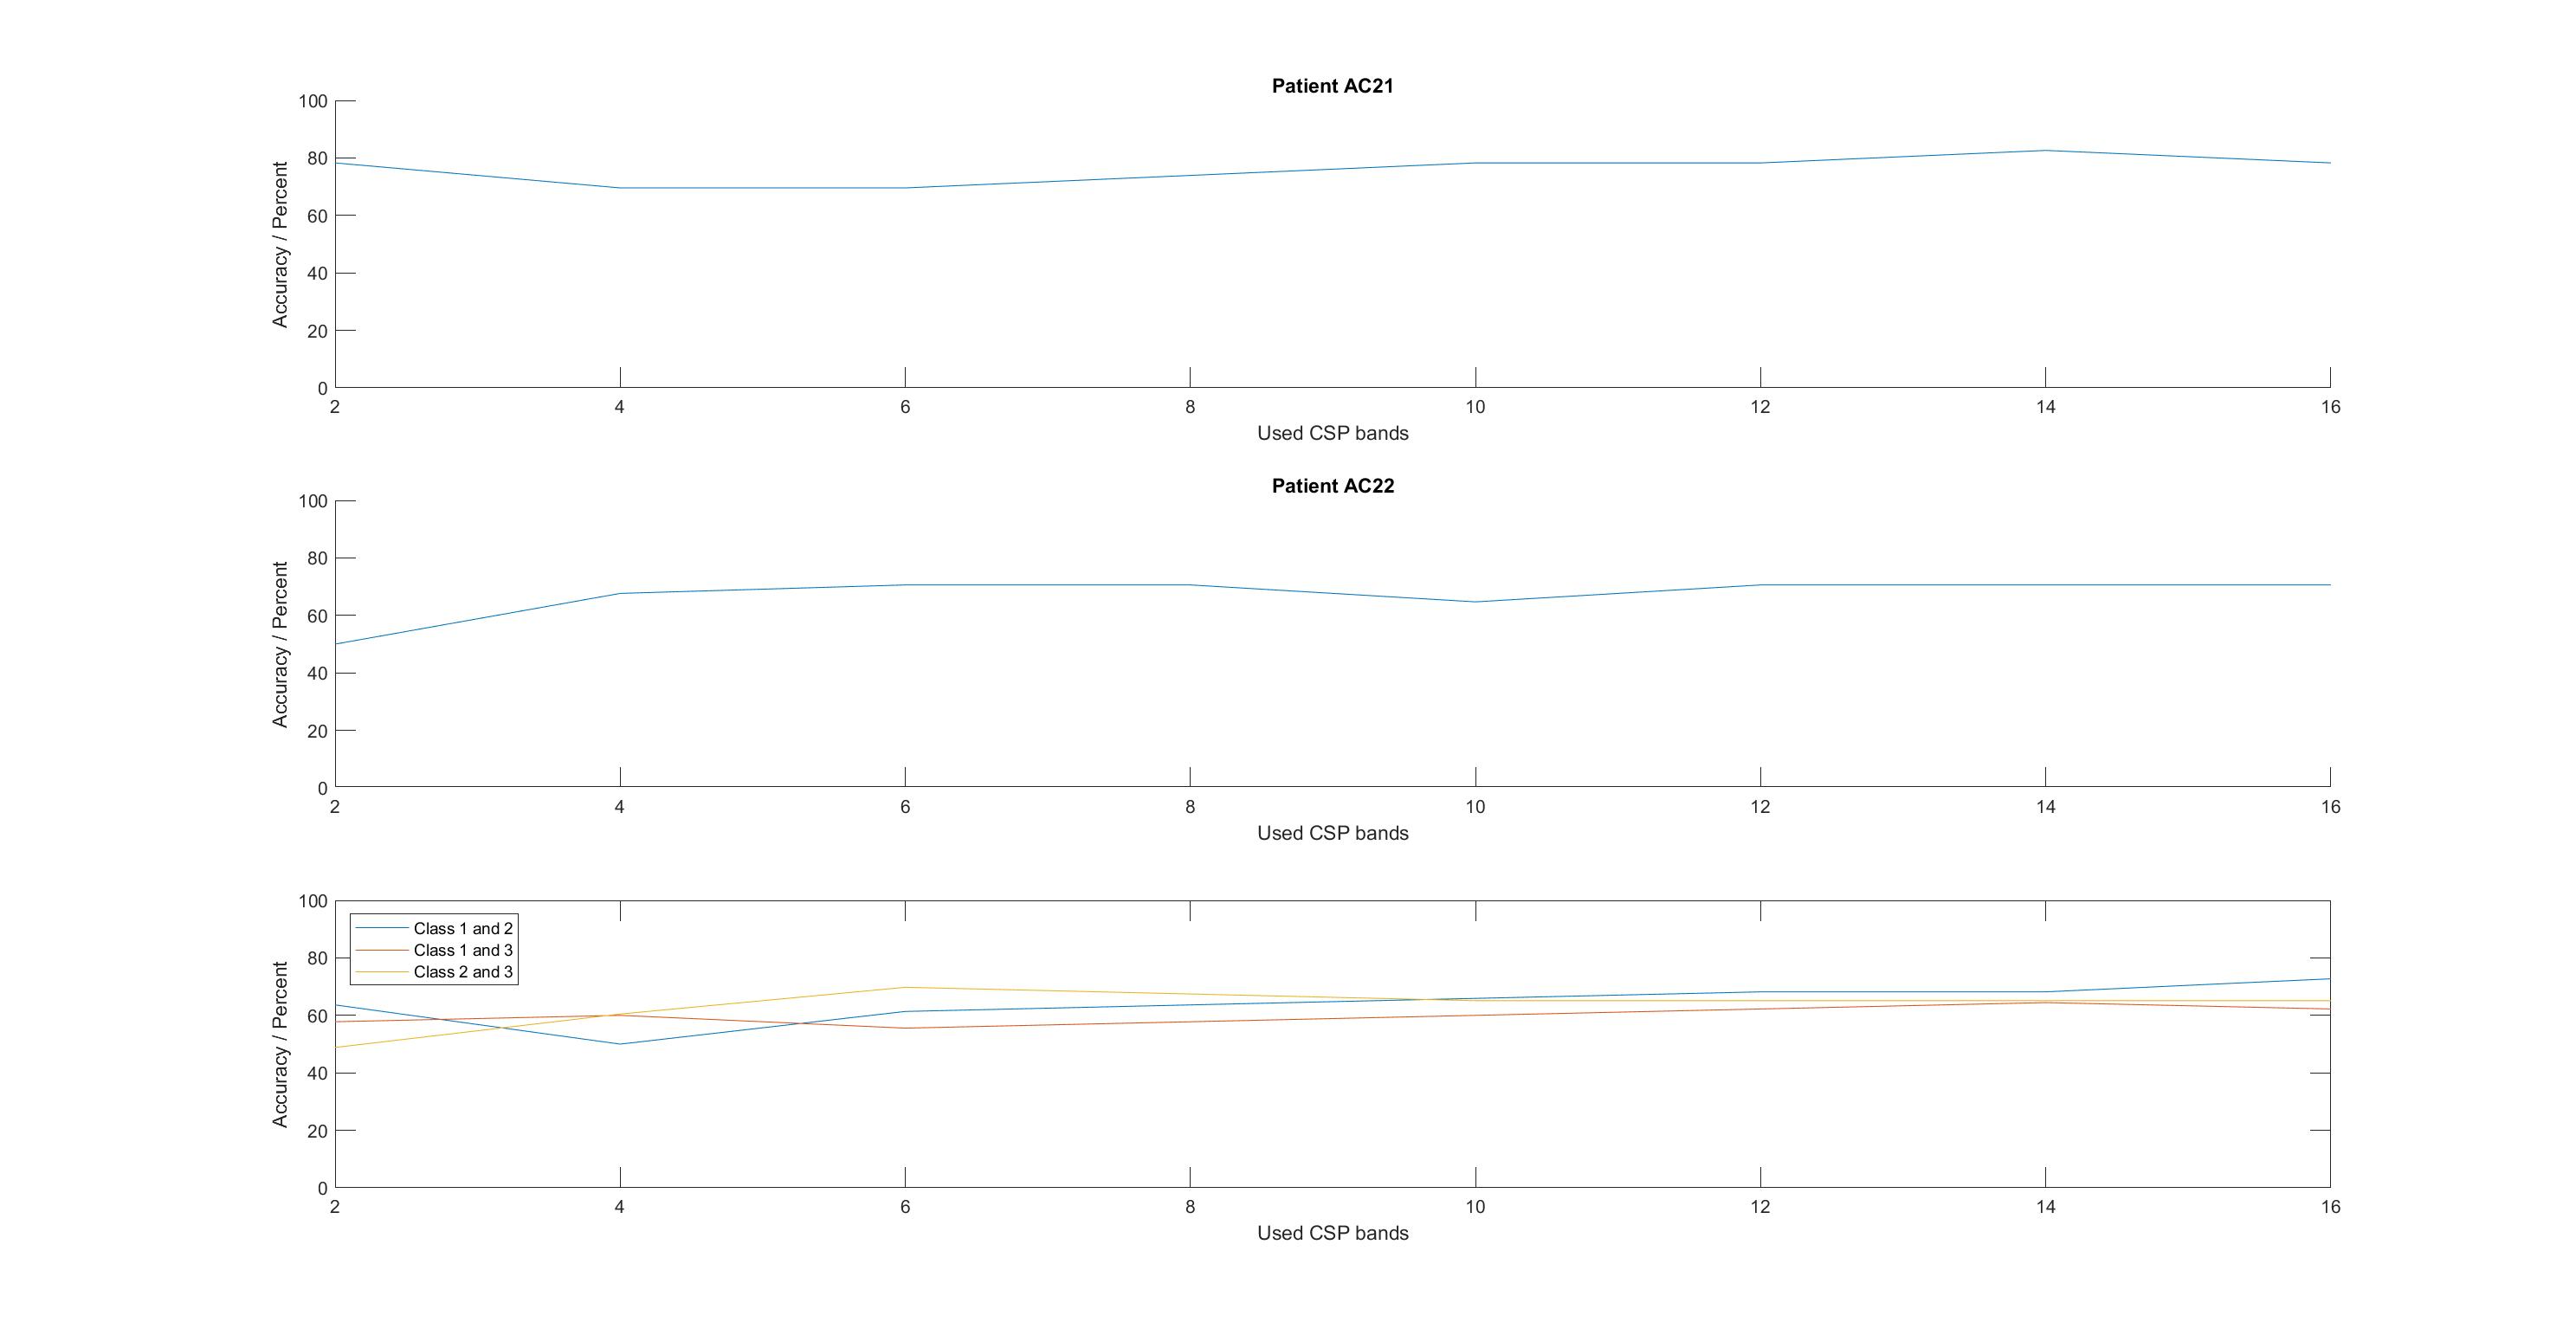 Patient AC21
100
80
60
40
20
0
Accuracy / Percent
2 4 6 8 10 12 14 16
Used CSP bands
Patient AC22
100
80
60
40
20
0
Accuracy / Percent
2 4 6 8 10 12 14 16
Used CSP bands
100
80
60
40
20
0
Accuracy / Percent
Class 1 and 2
Class 1 and 3
Class 2 and 3
2 4 6 8 10 12 14 16
Used CSP bands